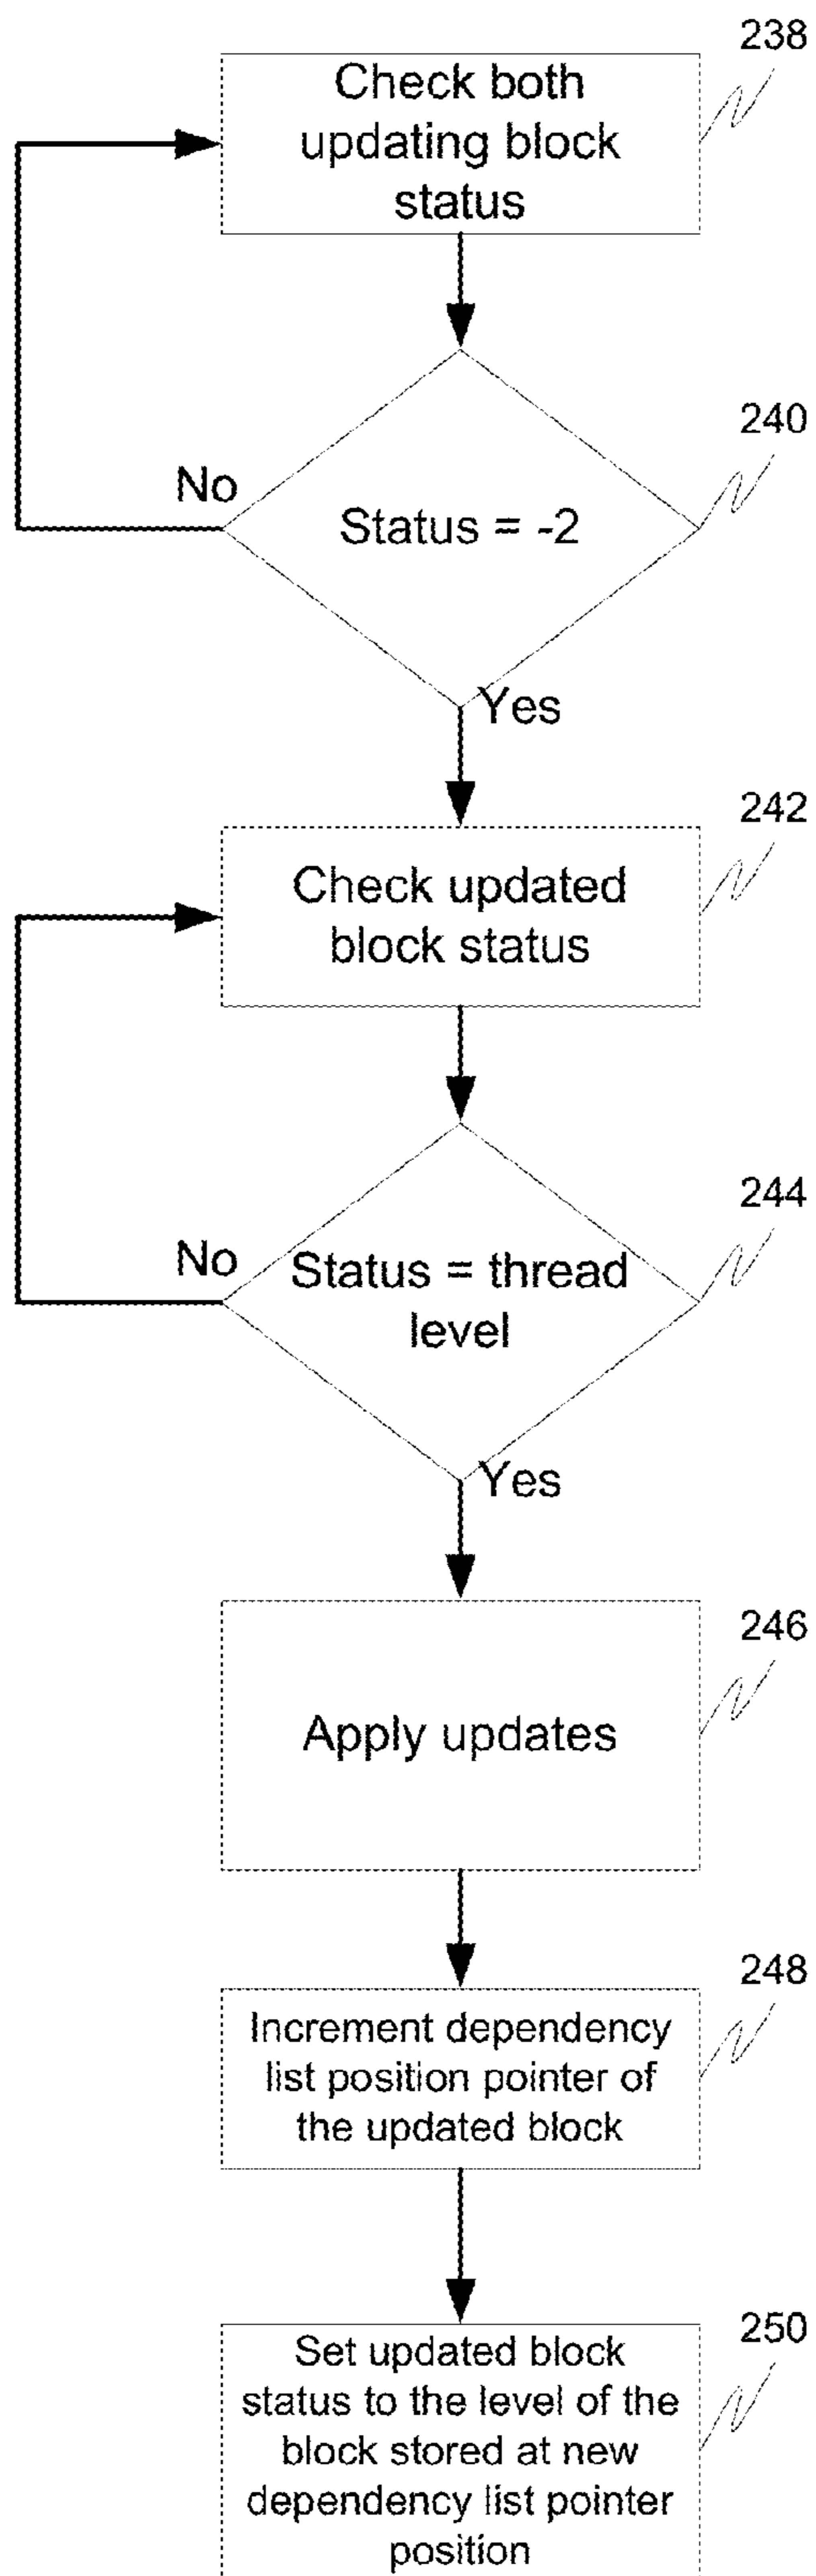 238
Check both
updating block
status
240
No
Status = -2
Yes
242
Check updated
block status
244
No
Status = thread
level
Yes
246
Apply updates
248
Increment dependency
list position pointer of
the updated block
250
Set updated block
status to the level of the
block stored at new
dependency list pointer
position